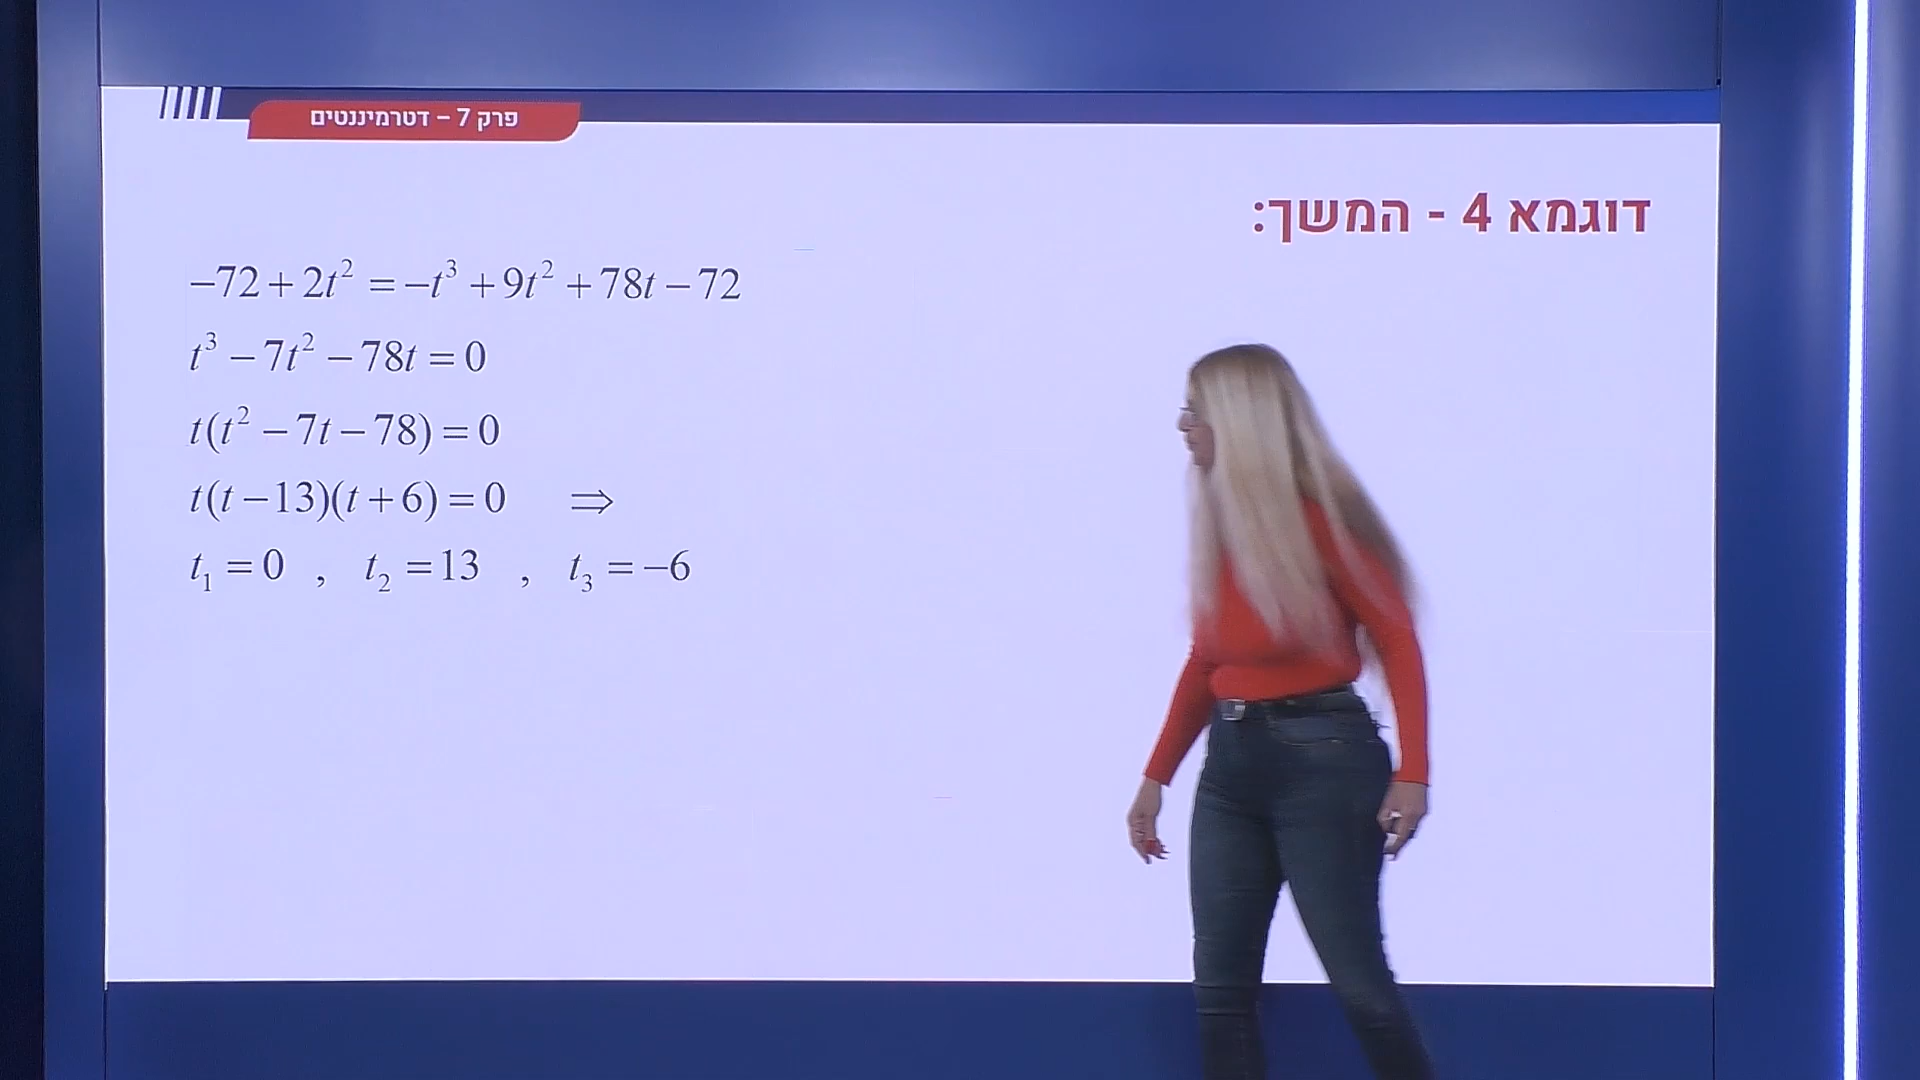 פרק 7 – דטרמיננטים
דוגמא 4 - המשך:
−72 + 2t² = −t³ + 9t² + 78t − 72
t³ − 7t² − 78t = 0
t(t² − 7t − 78) = 0
t(t − 13)(t + 6) = 0 ⇒
t₁ = 0 , t₂ = 13 , t₃ = −6